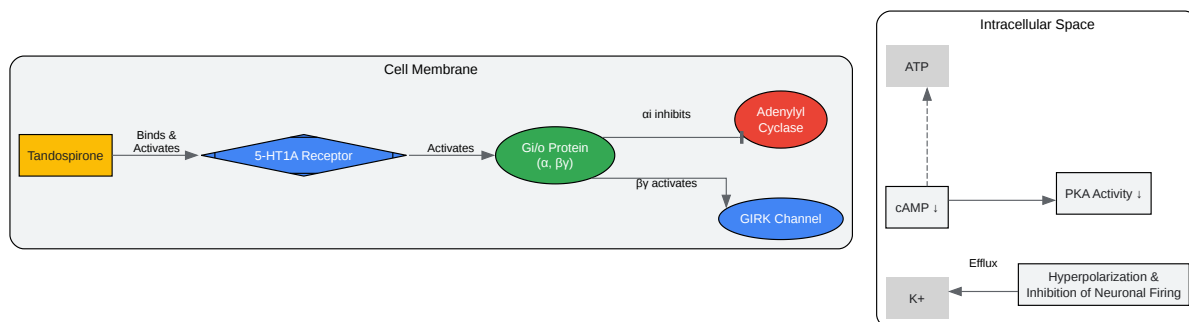 Cell Membrane
Tandospirone
Binds &
Activates
5-HT1A Receptor
Activates
Gi/o Protein
(α, βγ)
αi inhibits
Adenylyl
Cyclase
βγ activates
GIRK Channel
Intracellular Space
ATP
cAMP ↓
PKA Activity ↓
K+
Efflux
Hyperpolarization &
Inhibition of Neuronal Firing